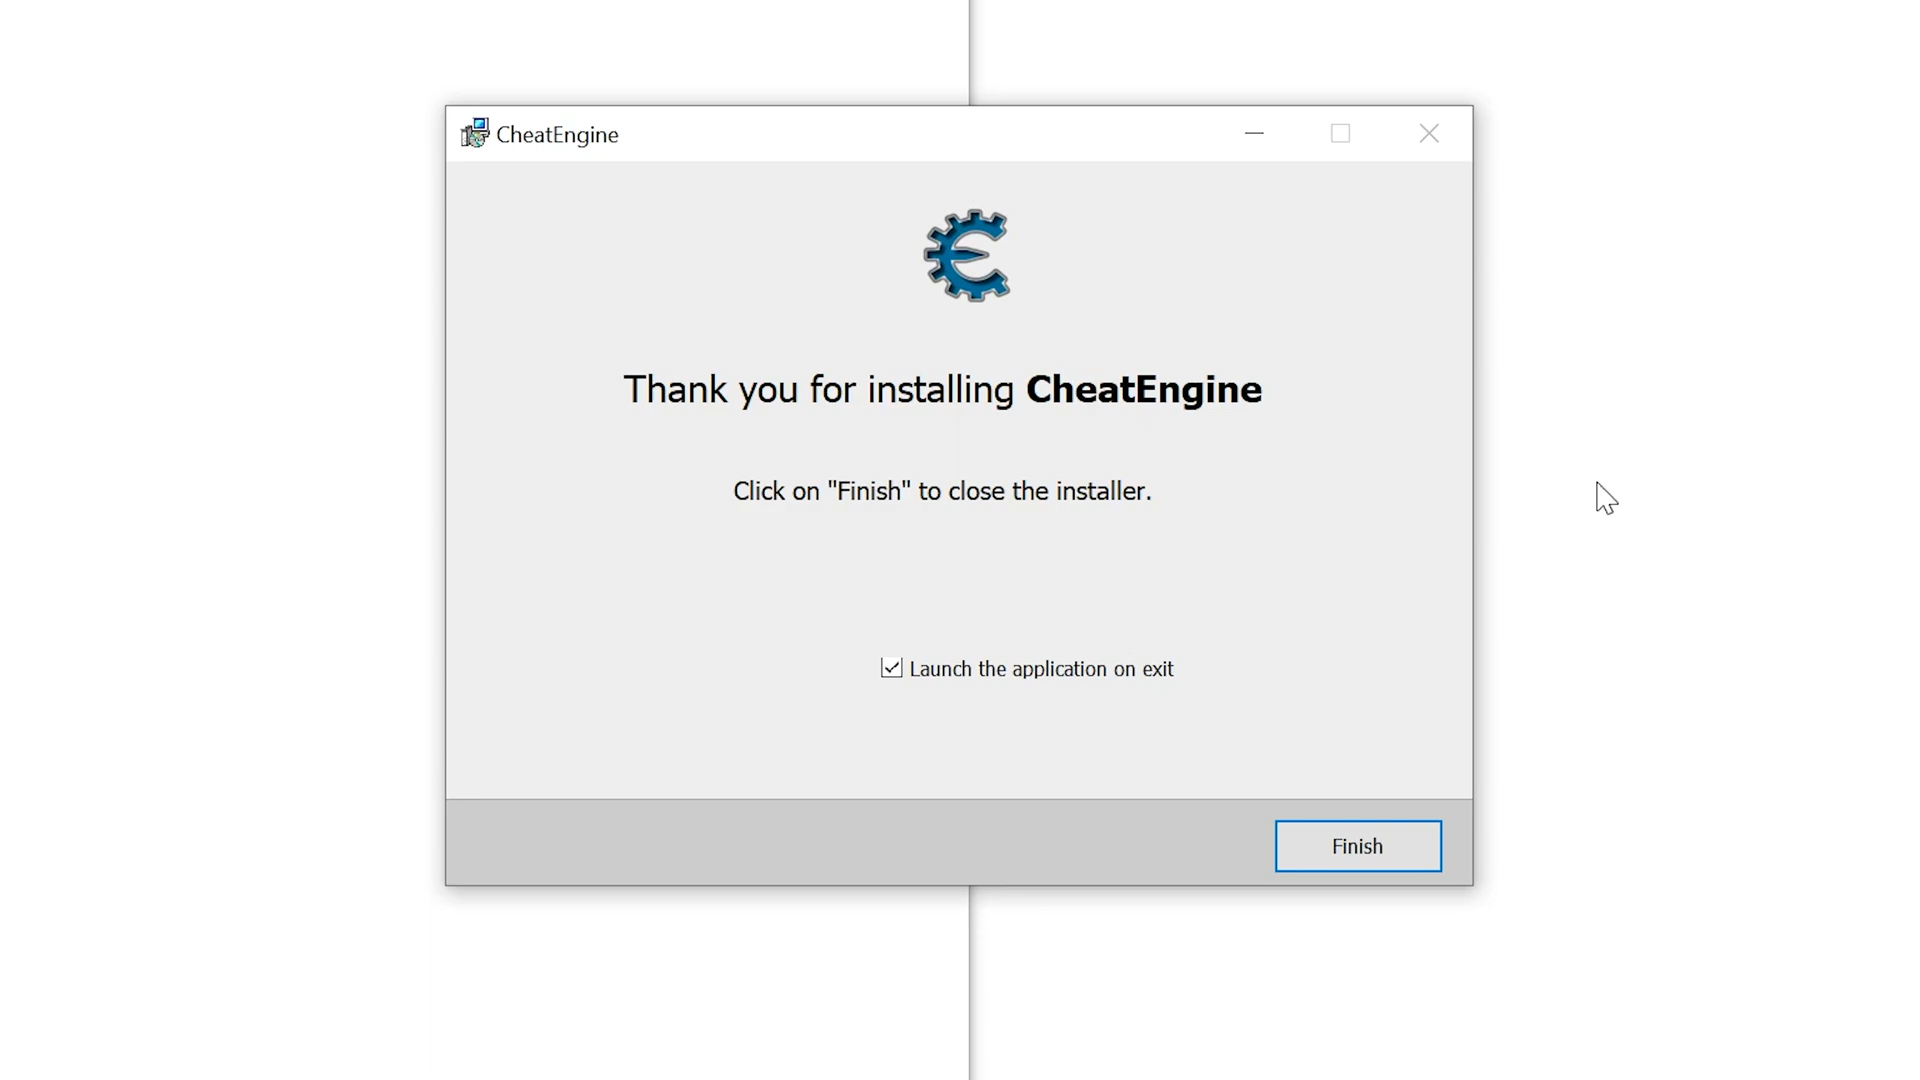 CheatEngine
Thank you for installing CheatEngine
Click on "Finish" to close the installer.
Launch the application on exit
Finish